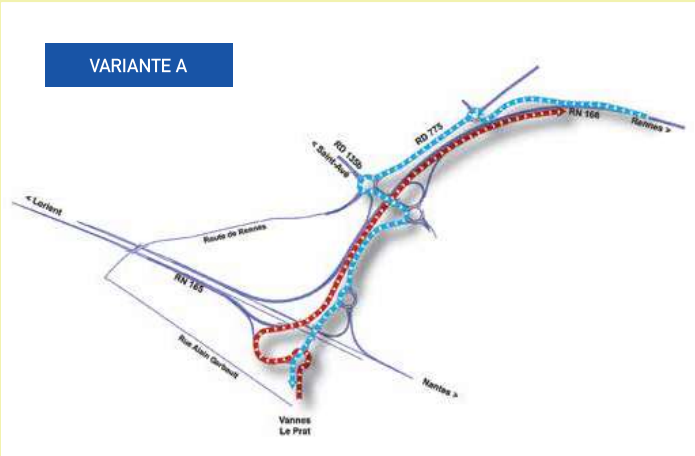 VARIANTE A
RN 166
Rennes >
RD 775
RD 135b
< Saint-Avé
< Lorient
Route de Rennes
RN 165
Rue Alain Gerbault
Nantes >
Vannes
Le Prat